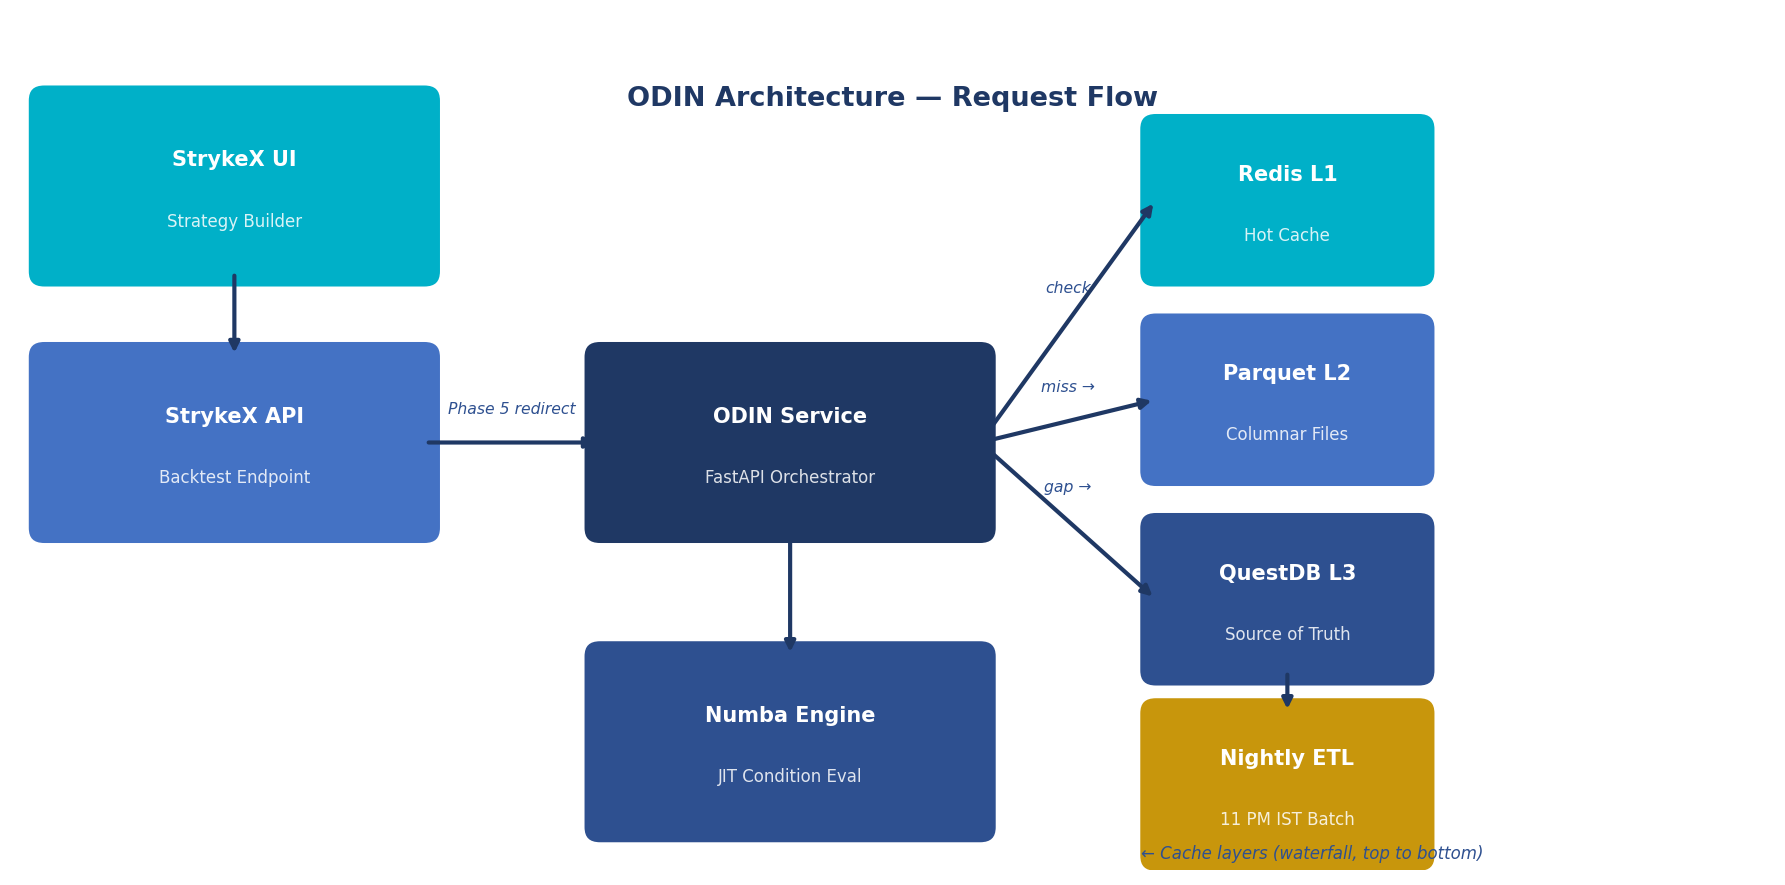 ODIN Architecture — Request Flow
StrykeX UI
Strategy Builder
StrykeX API
Backtest Endpoint
Phase 5 redirect
ODIN Service
FastAPI Orchestrator
Numba Engine
JIT Condition Eval
check
miss →
gap →
Redis L1
Hot Cache
Parquet L2
Columnar Files
QuestDB L3
Source of Truth
Nightly ETL
11 PM IST Batch
← Cache layers (waterfall, top to bottom)